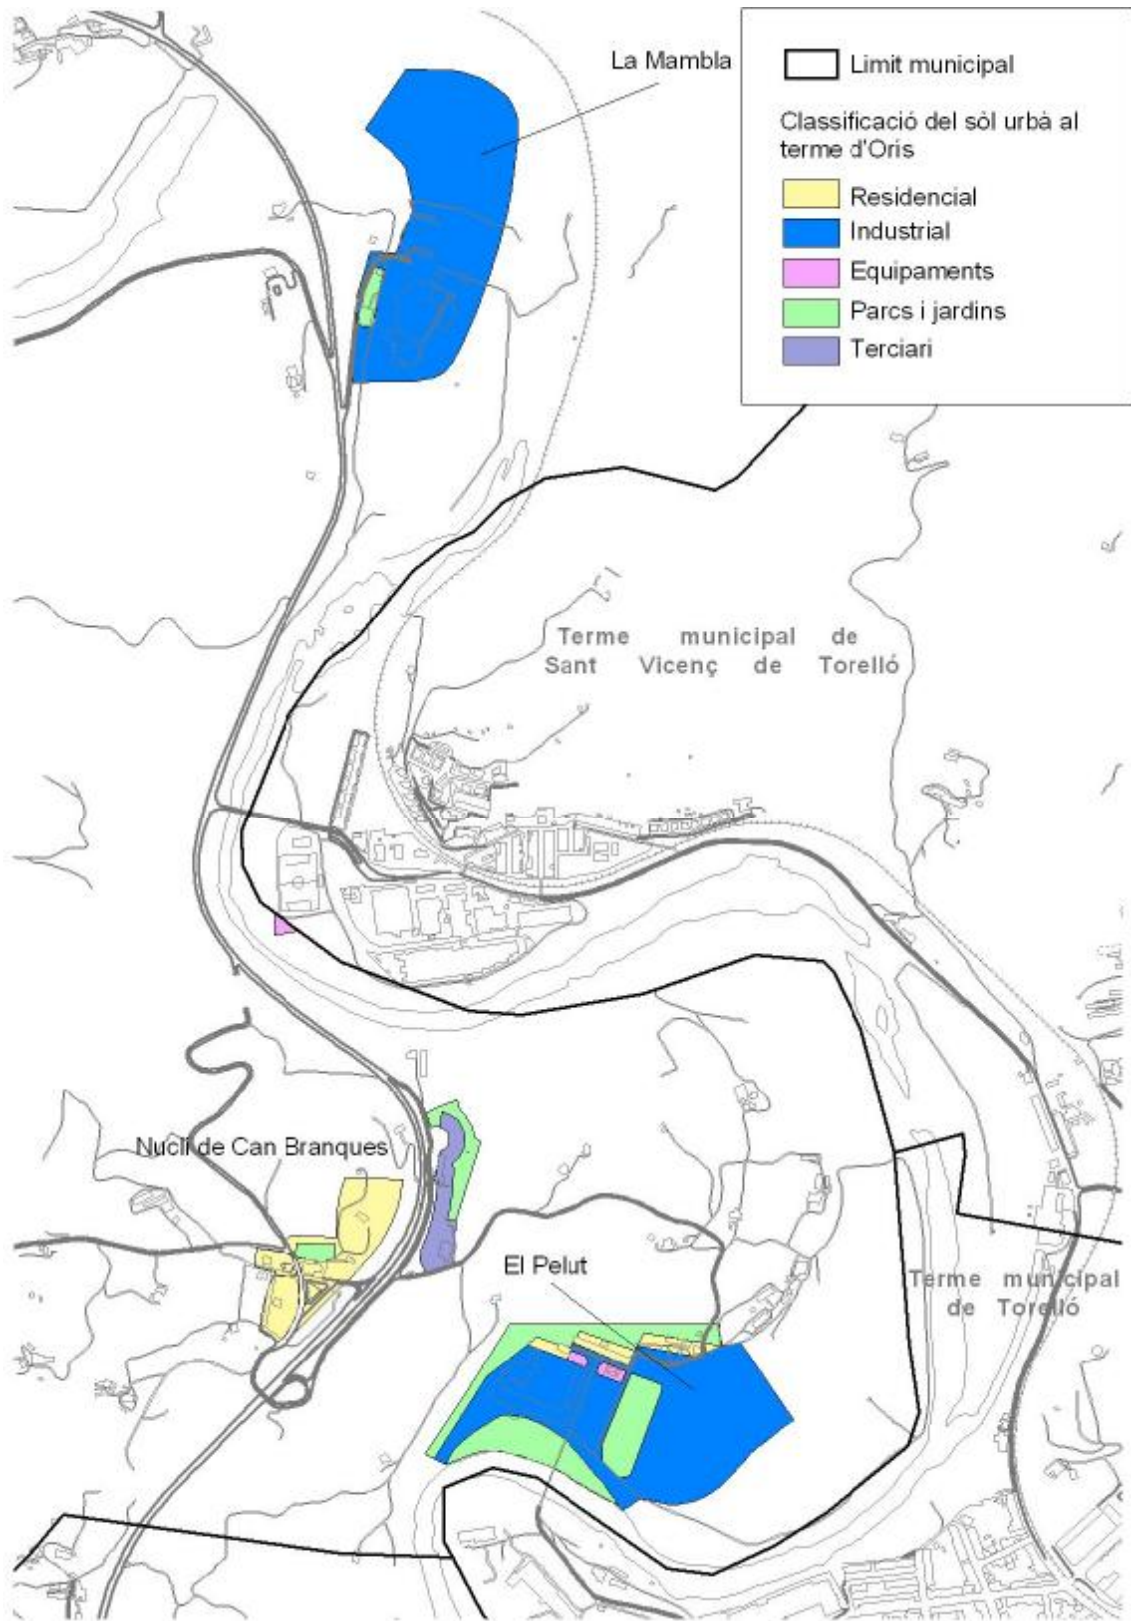 La Mambla
Limit municipal
Classificació del sòl urbà al
terme d'Oris
Residencial
Industrial
Equipaments
Parcs i jardins
Terciari
Terme municipal de
Sant Vicenç de Torelló
Nucli de Can Branques
El Pelut
Terme municipal
de Torelló